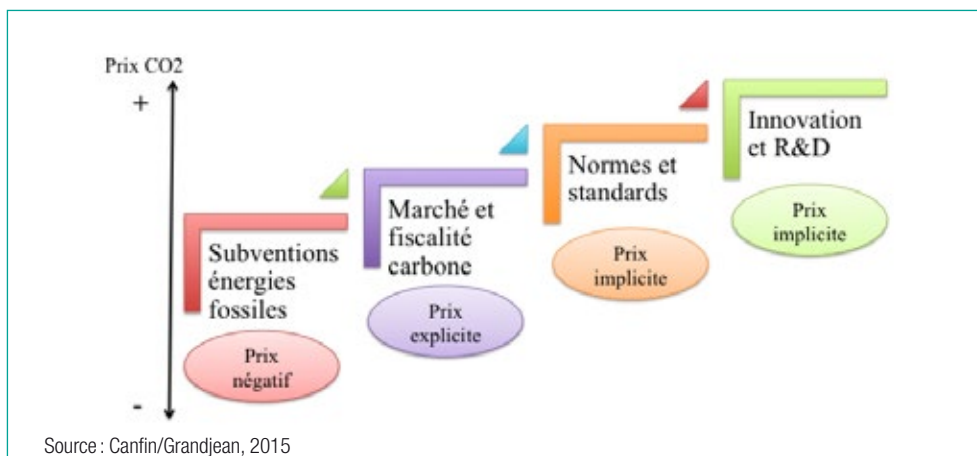 Prix CO2
+
-
Subventions
énergies
fossiles
Prix
négatif
Marché et
fiscalité
carbone
Prix
explicite
Normes et
standards
Prix
implicite
Innovation
et R&D
Prix
implicite
Source : Canfin/Grandjean, 2015